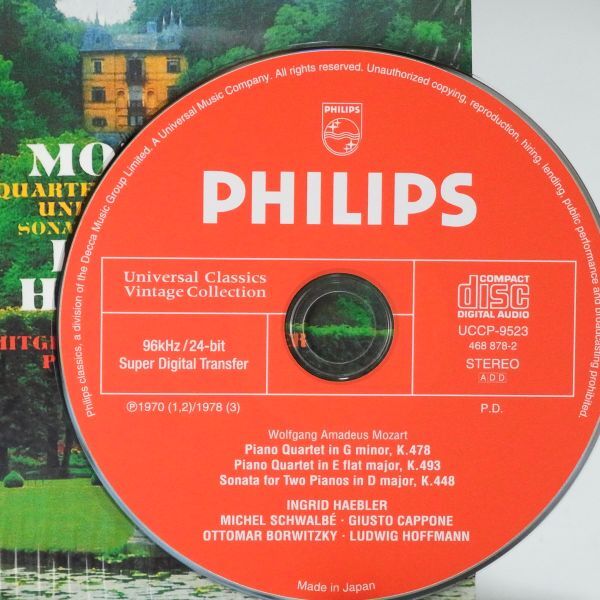 MO
QUARTE
UN
SONA
H
HITG
R
P
Philips classics, a division of the Decca Music Group Limited. A Universal Music Company. All rights reserved. Unauthorized copying, reproduction, hiring, lending, public performance and broadcasting prohibited.
PHILIPS
PHILIPS
Universal Classics
Vintage Collection
COMPACT
disc
DIGITAL AUDIO
UCCP-9523
468 878-2
STEREO
ADD
96kHz/24-bit
Super Digital Transfer
Ⓟ1970 (1,2)/1978 (3)
P.D.
Wolfgang Amadeus Mozart
Piano Quartet in G minor, K.478
Piano Quartet in E flat major, K.493
Sonata for Two Pianos in D major, K.448
INGRID HAEBLER
MICHEL SCHWALBÉ · GIUSTO CAPPONE
OTTOMAR BORWITZKY · LUDWIG HOFFMANN
Made in Japan